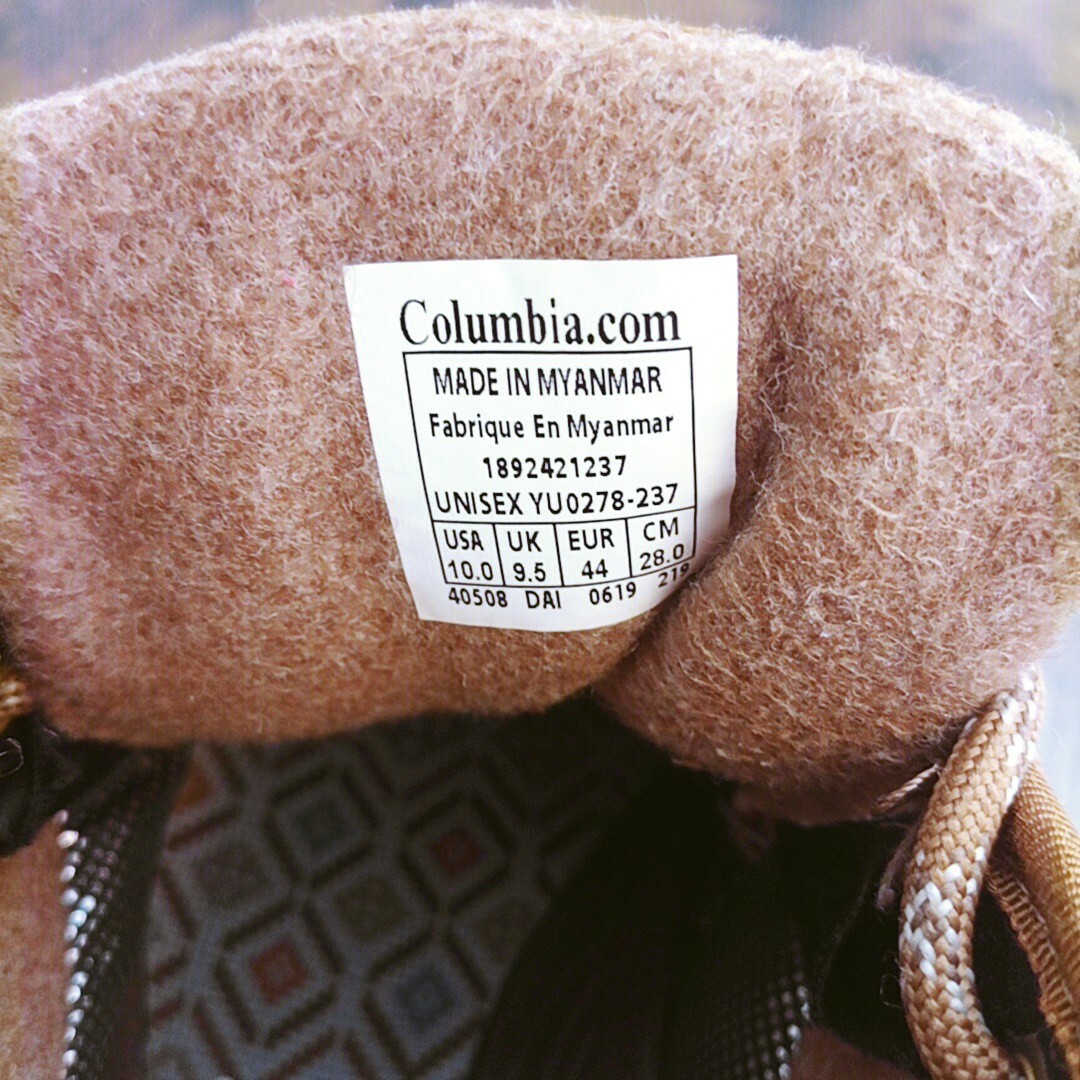 Columbia.com
MADE IN MYANMAR
Fabrique En Myanmar
1892421237
UNISEX YU0278-237
USA UK EUR CM
10.0 9.5 44 28.0
40508 DAI 0619 219